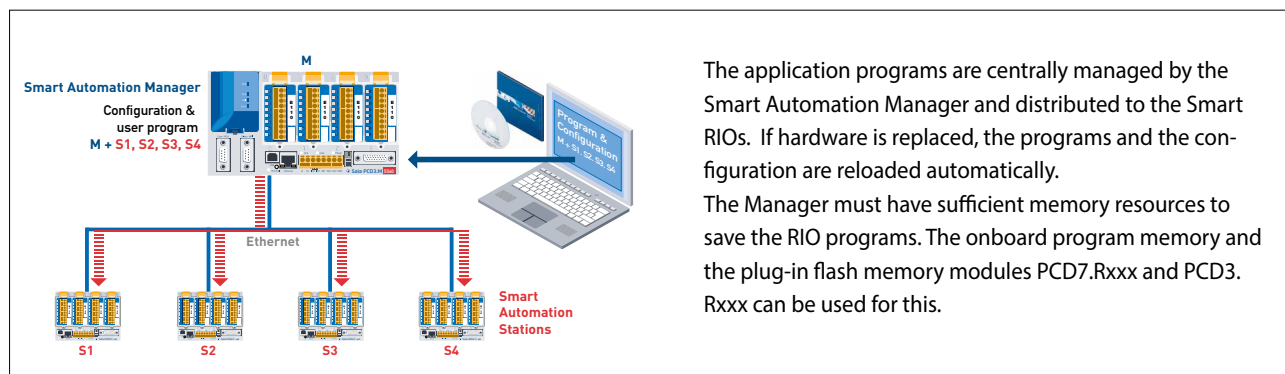 M
Smart Automation Manager
Configuration &
user program
M + S1, S2, S3, S4
Program &
Configuration
M + S1, S2, S3, S4
Saia PCD3.M
Ethernet
Smart
Automation
Stations
S1
S2
S3
S4
The application programs are centrally managed by the
Smart Automation Manager and distributed to the Smart
RIOs. If hardware is replaced, the programs and the con-
figuration are reloaded automatically.
The Manager must have sufficient memory resources to
save the RIO programs. The onboard program memory and
the plug-in flash memory modules PCD7.Rxxx and PCD3.
Rxxx can be used for this.